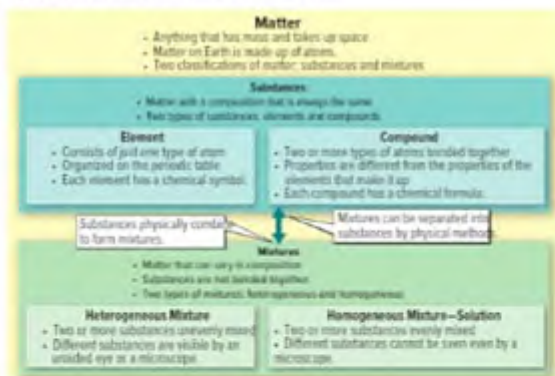 Matter
• Anything that has mass and takes up space
• Matter on Earth is made up of atoms.
• Two classifications of matter: substances and mixtures
Substances
• Matter with a composition that is always the same
• Two types of substances: elements and compounds
Element
• Consists of just one type of atom
• Organized on the periodic table
• Each element has a chemical symbol.
Compound
• Two or more types of atoms bonded together
• Properties are different from the properties of the
elements that make it up
• Each compound has a chemical formula.
Substances physically
to form mixtures.
Mixtures can be separated into
substances by physical
Mixtures
• Matter that can vary in composition
• Substances are not bonded together.
• Two types of mixtures: heterogeneous and homogeneous
Heterogeneous Mixture
• Two or more substances unevenly mixed
• Different substances are visible by an
unaided eye or a microscope.
Homogeneous Mixture—Solution
• Two or more substances evenly mixed
• Different substances cannot be seen even by a
microscope.